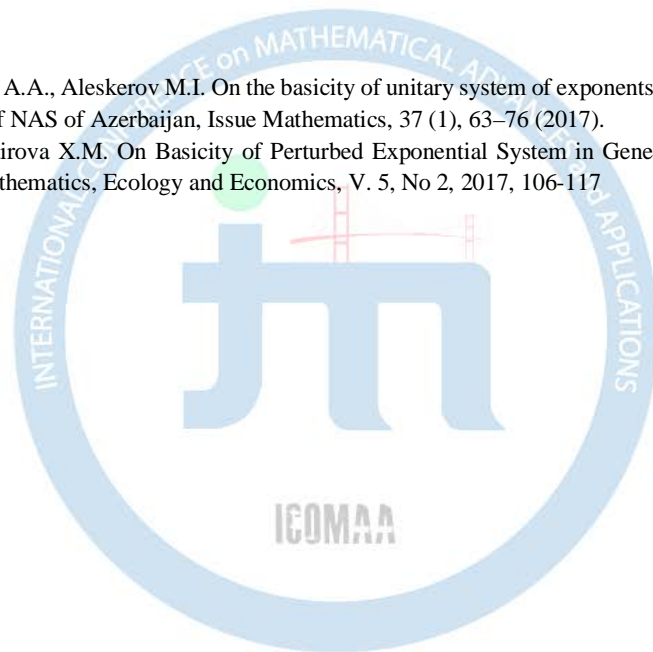 A.A., Aleskerov M.I. On the basicity of unitary system of exponents
f NAS of Azerbaijan, Issue Mathematics, 37 (1), 63–76 (2017).
irova X.M. On Basicity of Perturbed Exponential System in Gene
thematics, Ecology and Economics, V. 5, No 2, 2017, 106-117
INTERNATIONAL CONFERENCE on MATHEMATICAL ADVANCES and APPLICATIONS
ICOMAA